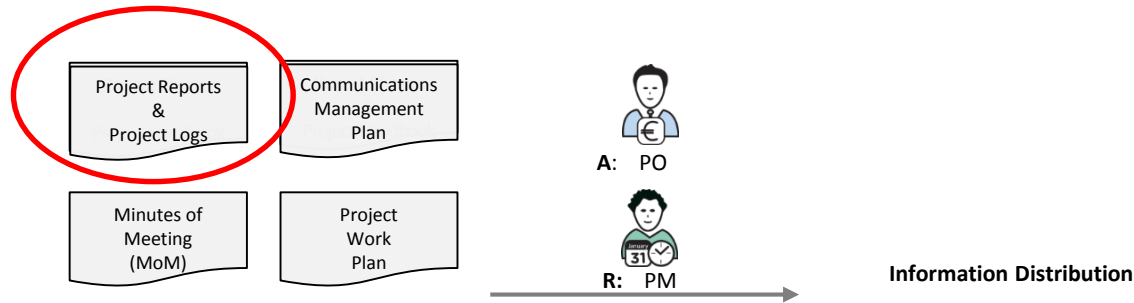 Project Reports
&
Project Logs
Communications
Management
Plan
Minutes of
Meeting
(MoM)
Project
Work
Plan
€
A: PO
January
31
R: PM
Information Distribution